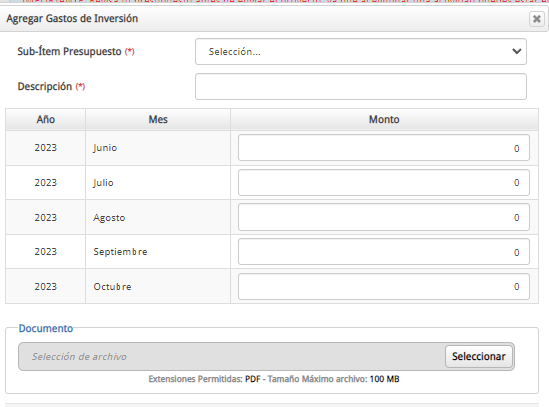 Agregar Gastos de Inversión
Sub-Ítem Presupuesto (*) Selección...
Descripción (*)
Año Mes Monto
2023 Junio 0
2023 Julio 0
2023 Agosto 0
2023 Septiembre 0
2023 Octubre 0
Documento
Selección de archivo Seleccionar
Extensiones Permitidas: PDF - Tamaño Máximo archivo: 100 MB